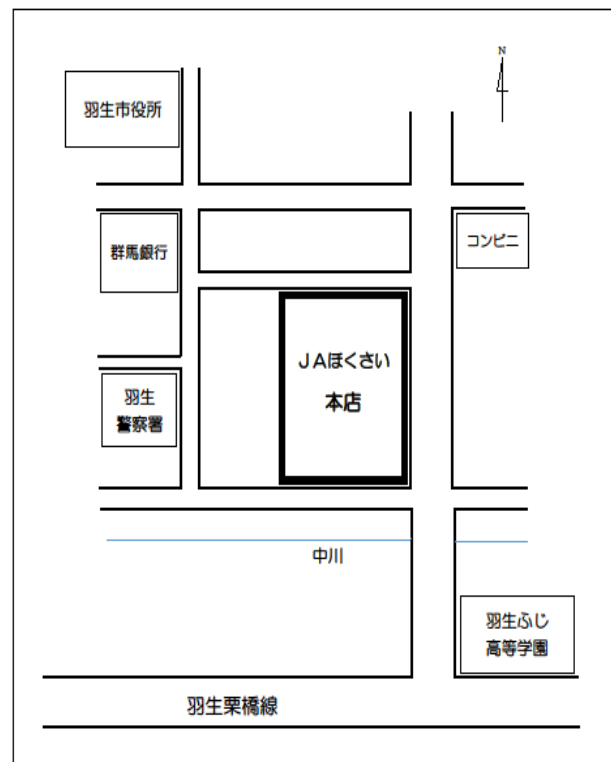 N
羽生市役所
群馬銀行
コンビニ
JAほくさい
本店
羽生
警察署
中川
羽生ふじ
高等学園
羽生栗橋線